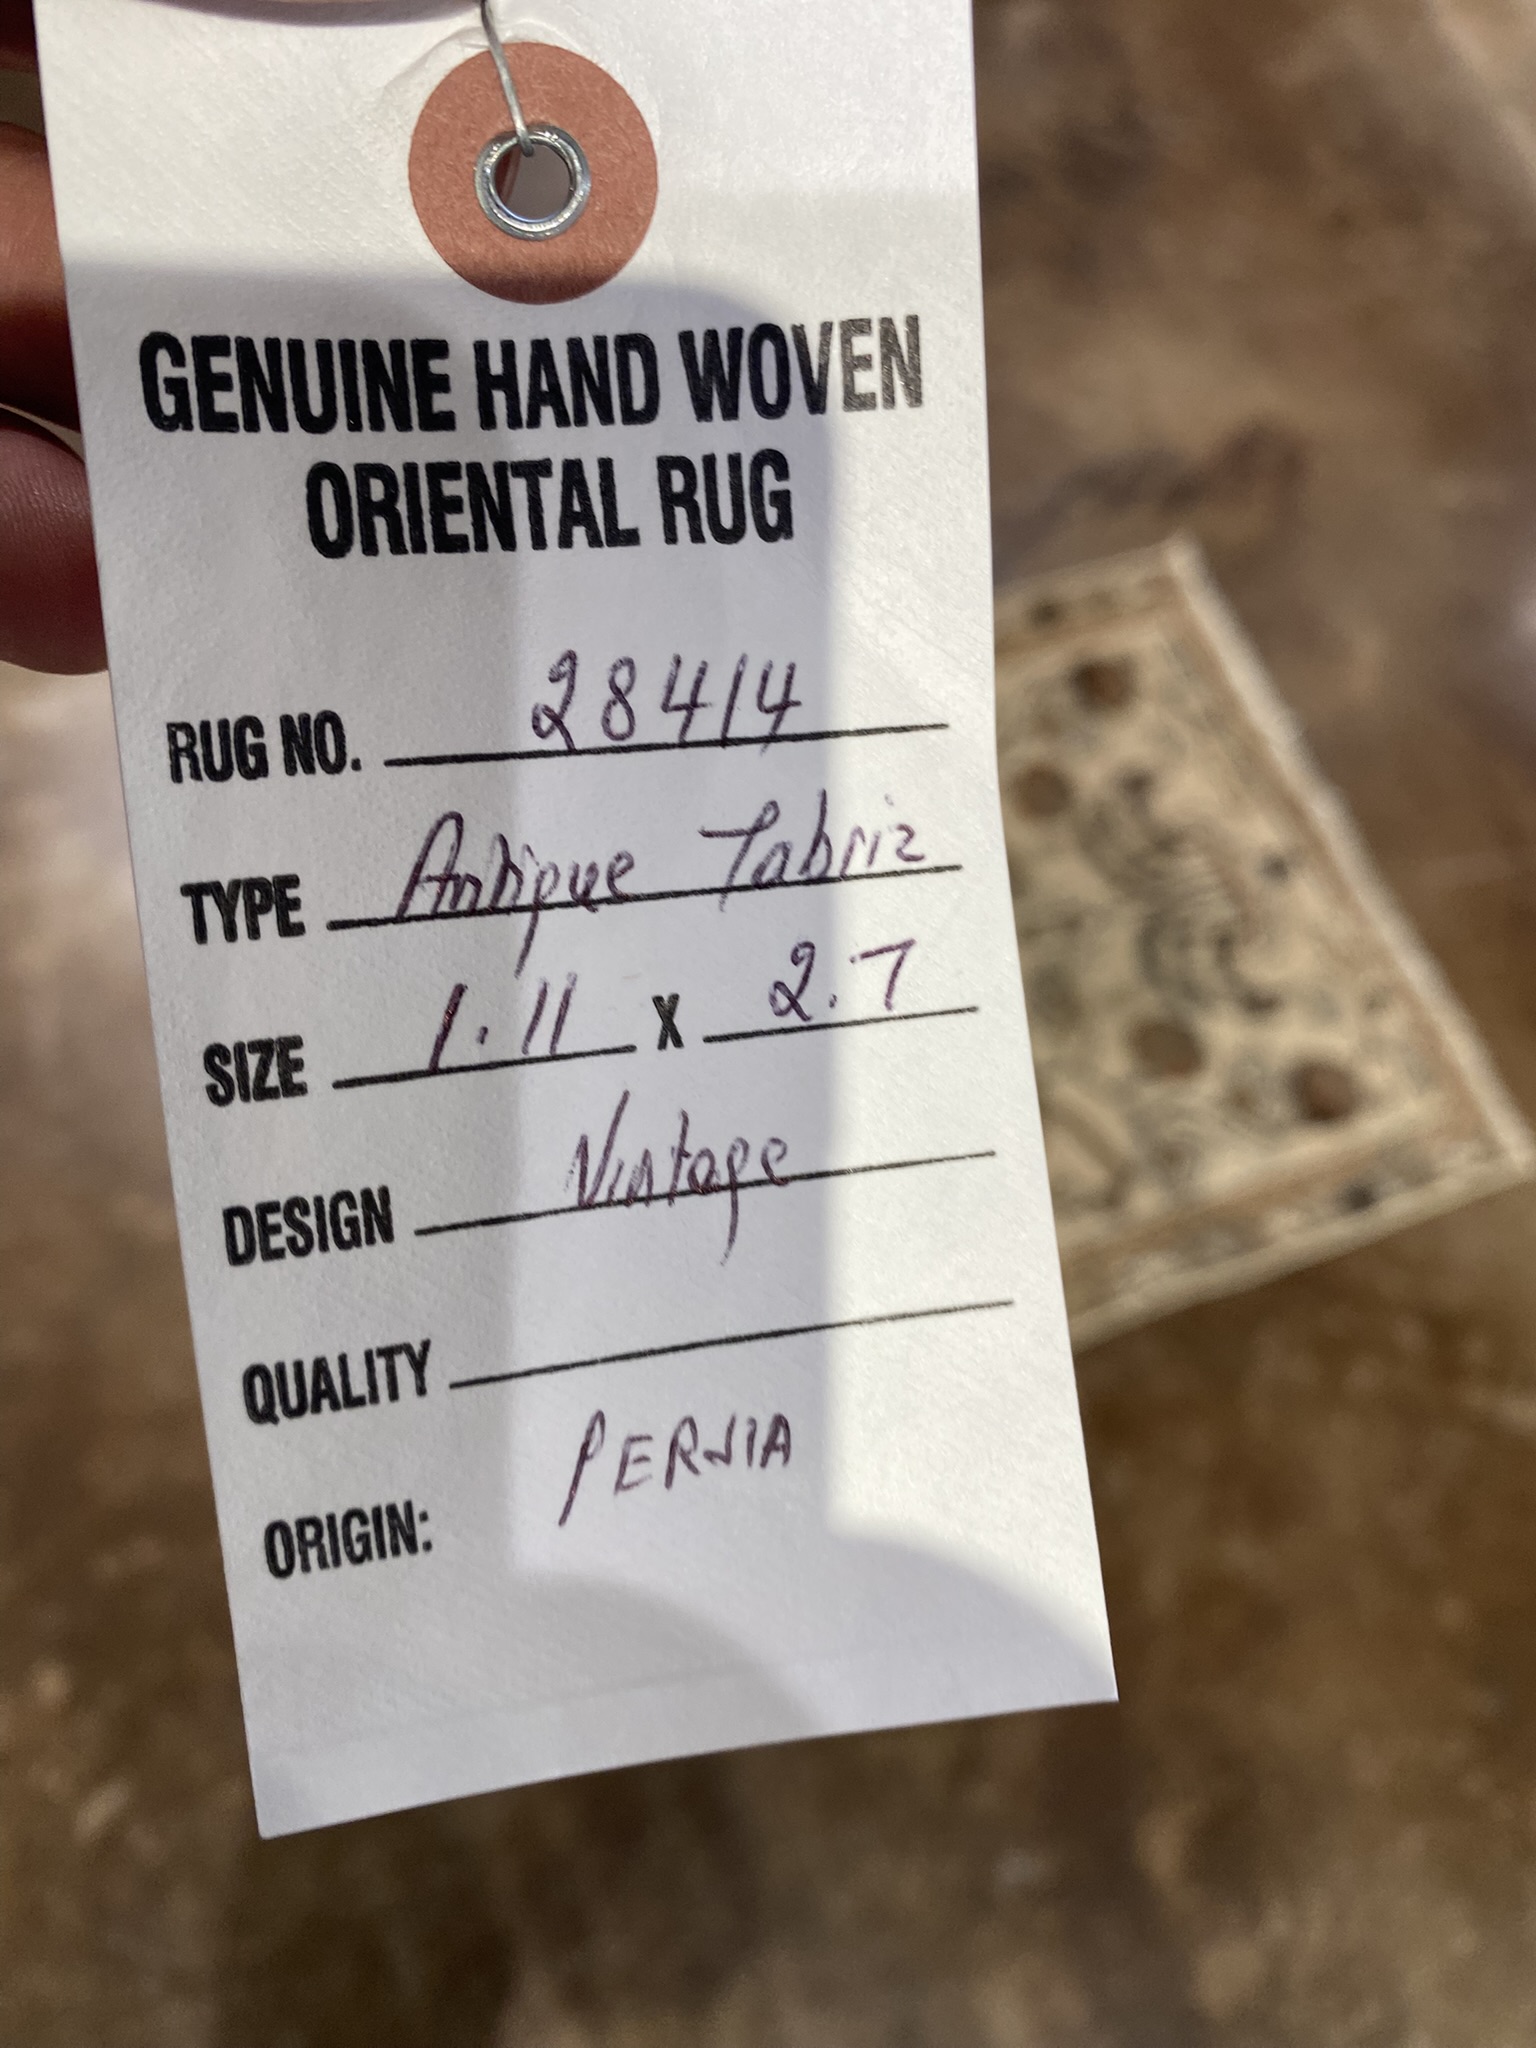 GENUINE HAND WOVEN
ORIENTAL RUG
RUG NO. 28414
TYPE Antique Tabriz
SIZE 1.11 X 2.7
DESIGN Vintage
QUALITY
ORIGIN: PERSIA